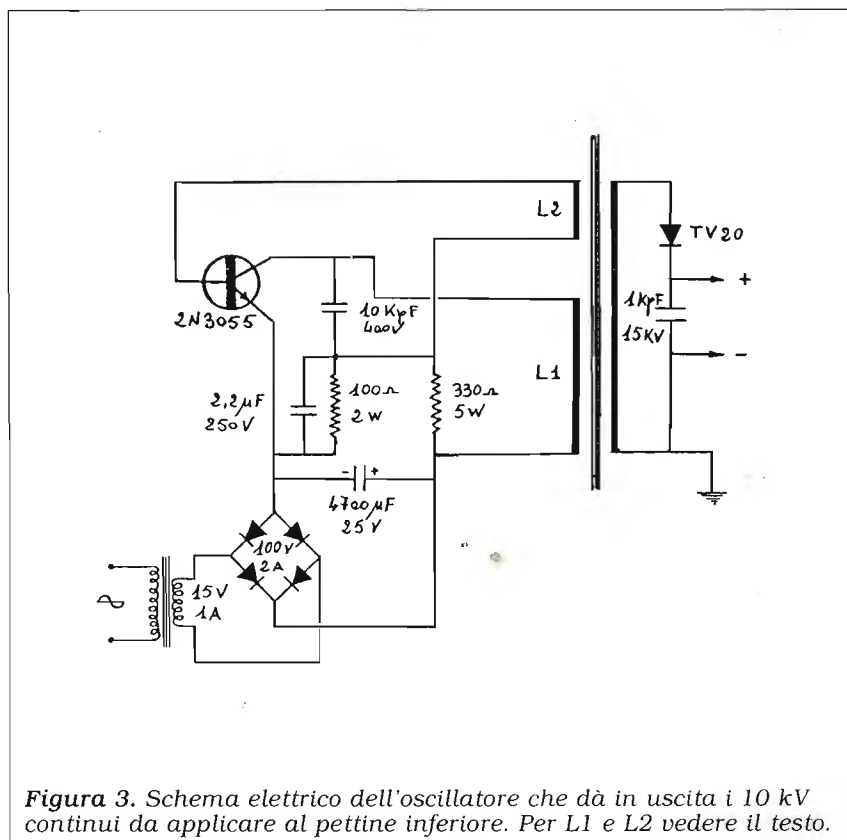 L2
TV20
2N3055
+
10KpF
400V
1KpF
15KV
-
L1
100Ω
2W
330Ω
5W
2,2µF
250V
- +
4700µF
25V
100V
2A
15V
1A
Figura 3. Schema elettrico dell'oscillatore che dà in uscita i 10 kV
continui da applicare al pettine inferiore. Per L1 e L2 vedere il testo.